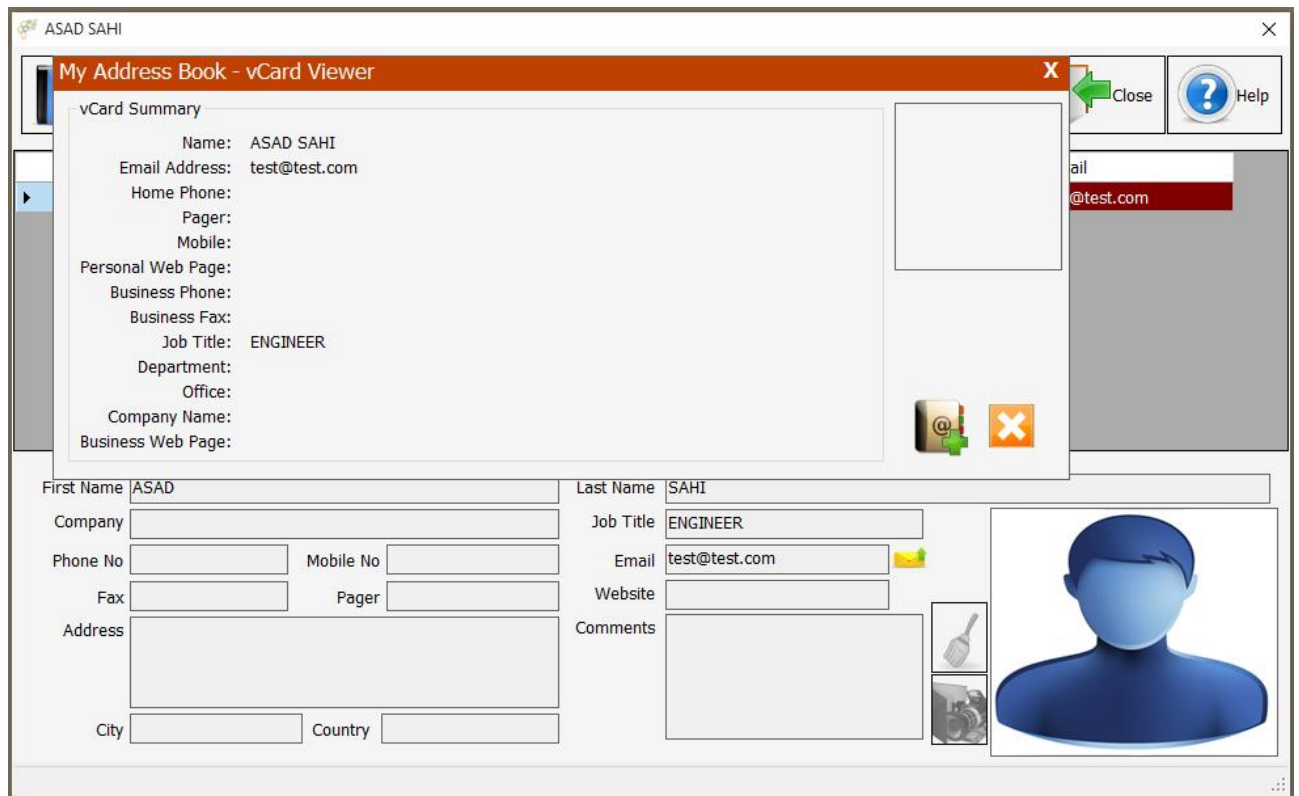 ASAD SAHI
My Address Book - vCard Viewer X
Close
Help
vCard Summary
Name: ASAD SAHI
Email Address: test@test.com
Home Phone:
Pager:
Mobile:
Personal Web Page:
Business Phone:
Business Fax:
Job Title: ENGINEER
Department:
Office:
Company Name:
Business Web Page:
ail
@test.com
First Name ASAD Last Name SAHI
Company Job Title ENGINEER
Phone No Mobile No Email test@test.com
Fax Pager Website
Address Comments
City Country